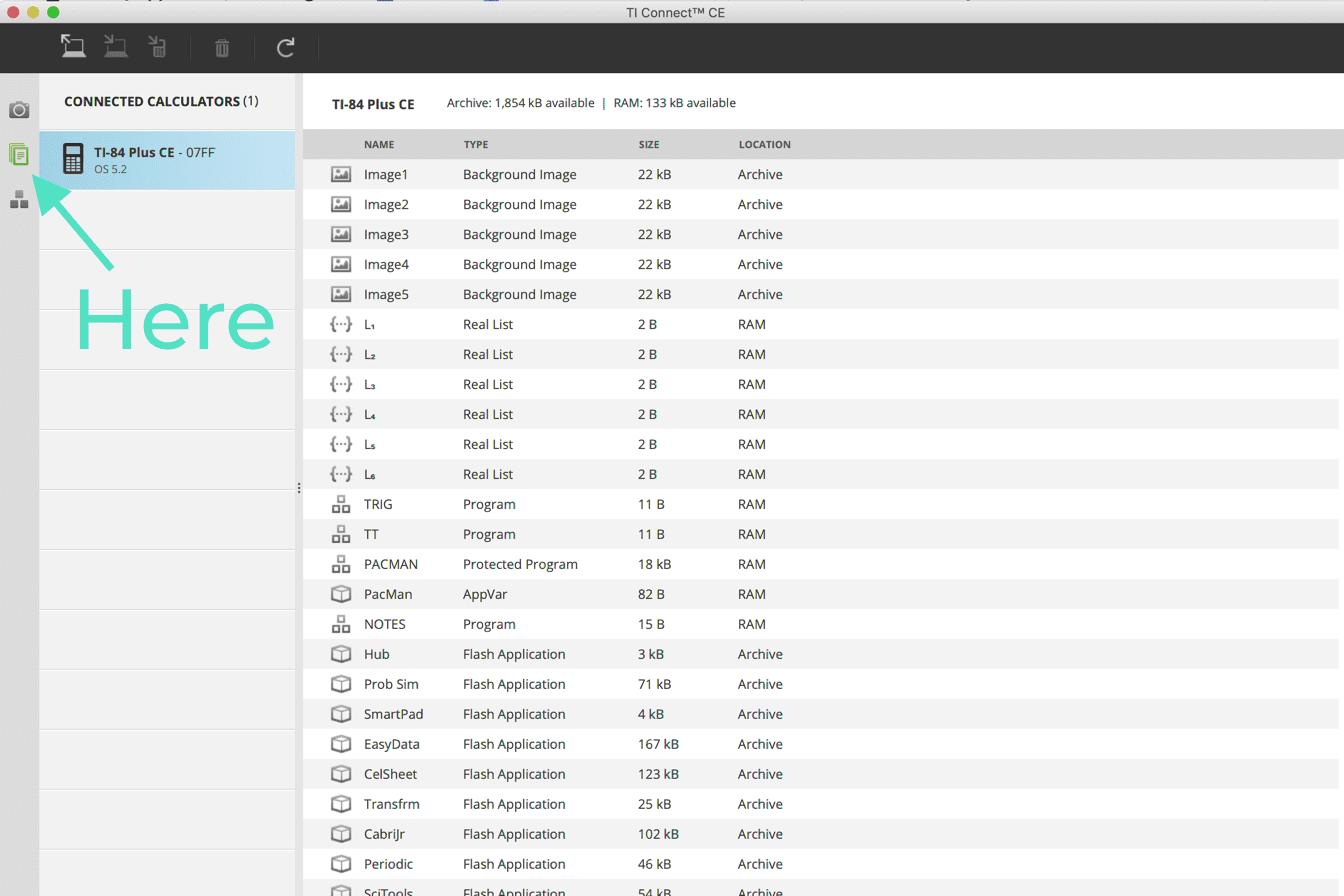 TI Connect™ CE
CONNECTED CALCULATORS (1)
TI-84 Plus CE - 07FF
OS 5.2
Here
TI-84 Plus CE Archive: 1,854 kB available | RAM: 133 kB available
NAME TYPE SIZE LOCATION
Image1 Background Image 22 kB Archive
Image2 Background Image 22 kB Archive
Image3 Background Image 22 kB Archive
Image4 Background Image 22 kB Archive
Image5 Background Image 22 kB Archive
L₁ Real List 2 B RAM
L₂ Real List 2 B RAM
L₃ Real List 2 B RAM
L₄ Real List 2 B RAM
L₅ Real List 2 B RAM
L₆ Real List 2 B RAM
TRIG Program 11 B RAM
TT Program 11 B RAM
PACMAN Protected Program 18 kB RAM
PacMan AppVar 82 B RAM
NOTES Program 15 B RAM
Hub Flash Application 3 kB Archive
Prob Sim Flash Application 71 kB Archive
SmartPad Flash Application 4 kB Archive
EasyData Flash Application 167 kB Archive
CelSheet Flash Application 123 kB Archive
Transfrm Flash Application 25 kB Archive
CabriJr Flash Application 102 kB Archive
Periodic Flash Application 46 kB Archive
SciTools Flash Application 54 kB Archive